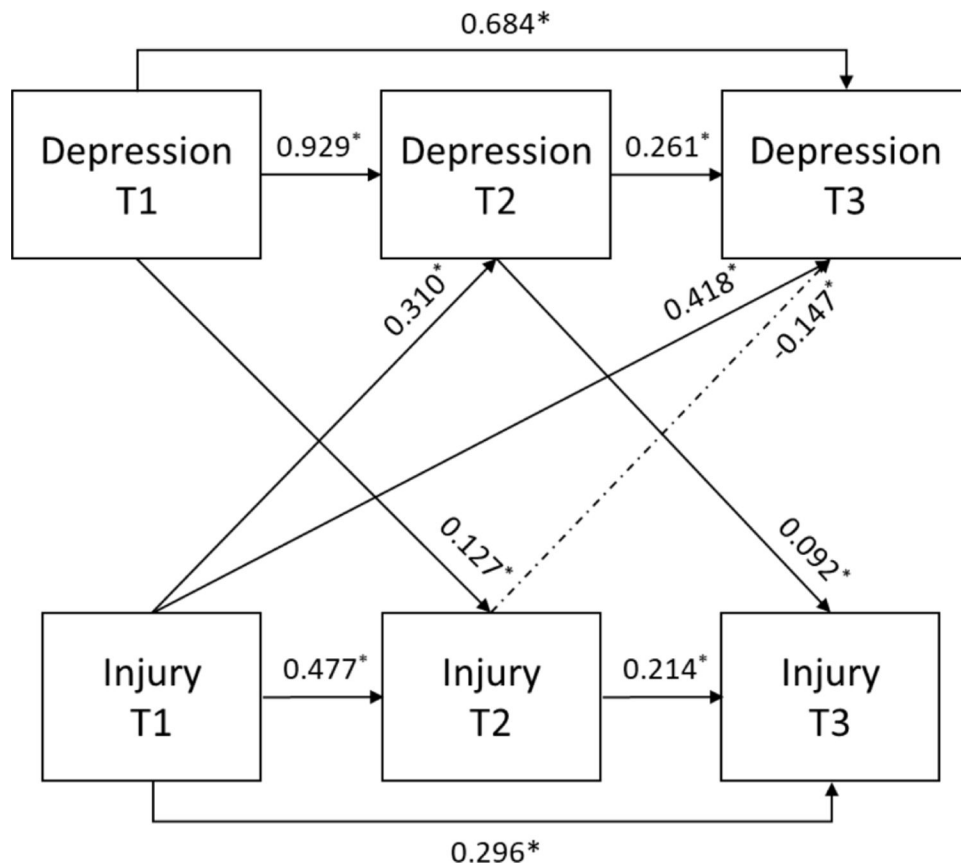 0.684*
Depression
T1
0.929*
Depression
T2
0.261*
Depression
T3
0.310*
0.418*
-0.147*
0.127*
0.092*
Injury
T1
0.477*
Injury
T2
0.214*
Injury
T3
0.296*